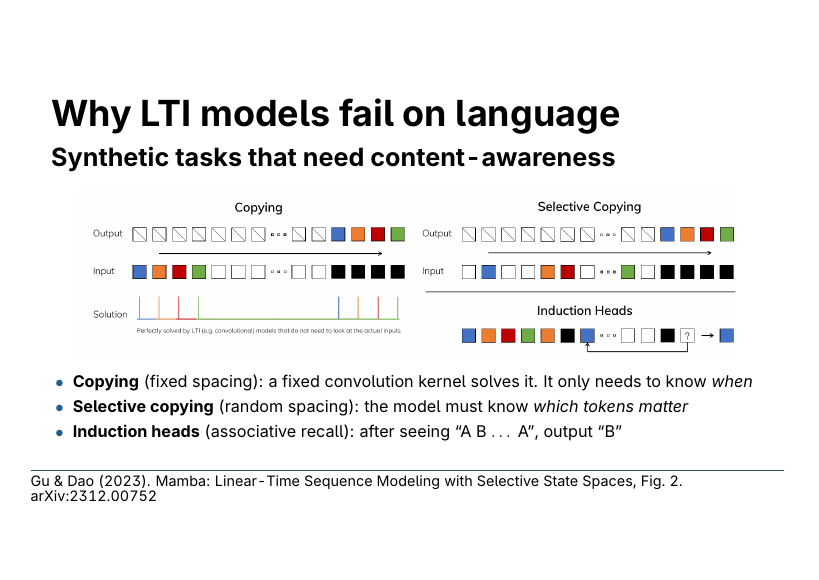 Why LTI models fail on language
Synthetic tasks that need content-awareness
Copying
Output
Input
Solution
Perfectly solved by LTI (e.g. convolutional) models that do not need to look at the actual inputs
Selective Copying
Output
Input
Induction Heads
?
• Copying (fixed spacing): a fixed convolution kernel solves it. It only needs to know when
• Selective copying (random spacing): the model must know which tokens matter
• Induction heads (associative recall): after seeing “A B . . . A”, output “B”
Gu & Dao (2023). Mamba: Linear-Time Sequence Modeling with Selective State Spaces, Fig. 2.
arXiv:2312.00752